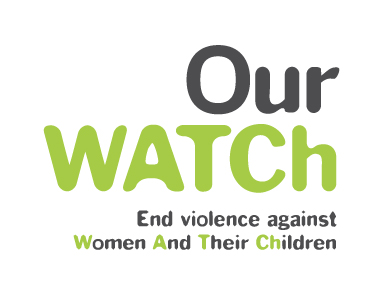 Our
WATCh
End violence against
Women And Their Children